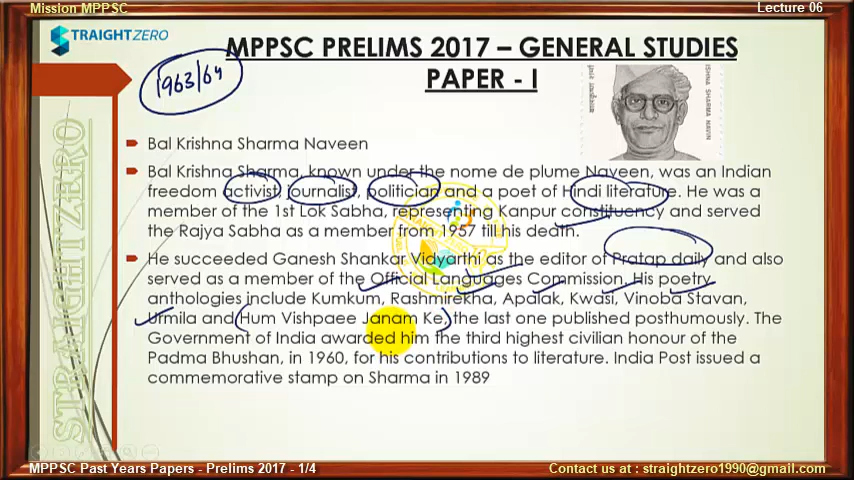 Mission MPPSC
Lecture 06
STRAIGHTZERO
MPPSC PRELIMS 2017 – GENERAL STUDIES
PAPER - I
1963/64
ISHNA SHARMA NAVIN
Bal Krishna Sharma Naveen
Bal Krishna Sharma, known under the nome de plume Naveen, was an Indian
freedom activist, journalist, politician and a poet of Hindi literature. He was a
member of the 1st Lok Sabha, representing Kanpur constituency and served
the Rajya Sabha as a member from 1957 till his death.
He succeeded Ganesh Shankar Vidyarthi as the editor of Pratap daily and also
served as a member of the Official Languages Commission. His poetry
anthologies include Kumkum, Rashmirekha, Apalak, Kwasi, Vinoba Stavan,
Urmila and Hum Vishpaee Janam Ke, the last one published posthumously. The
Government of India awarded him the third highest civilian honour of the
Padma Bhushan, in 1960, for his contributions to literature. India Post issued a
commemorative stamp on Sharma in 1989
STRAIGHTZERO
MPPSC Past Years Papers - Prelims 2017 - 1/4
Contact us at : straightzero1990@gmail.com